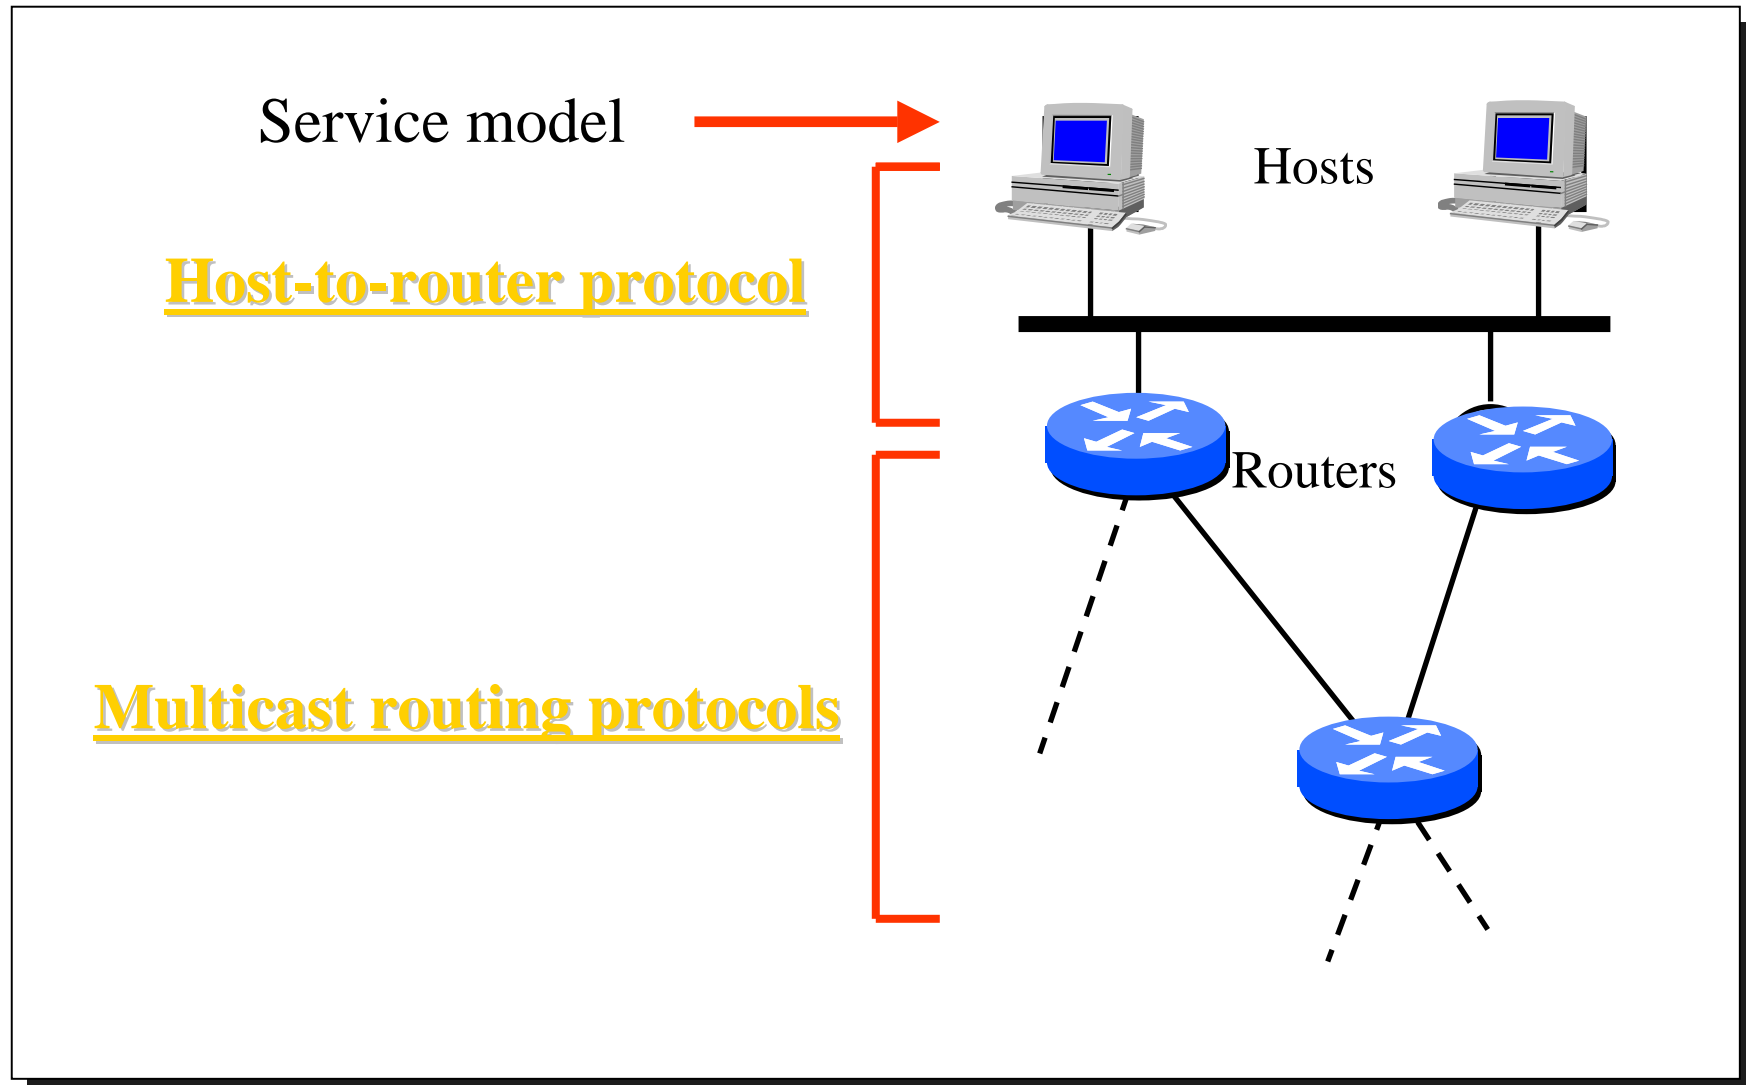 Service model
Hosts
Host-to-router protocol
Routers
Multicast routing protocols